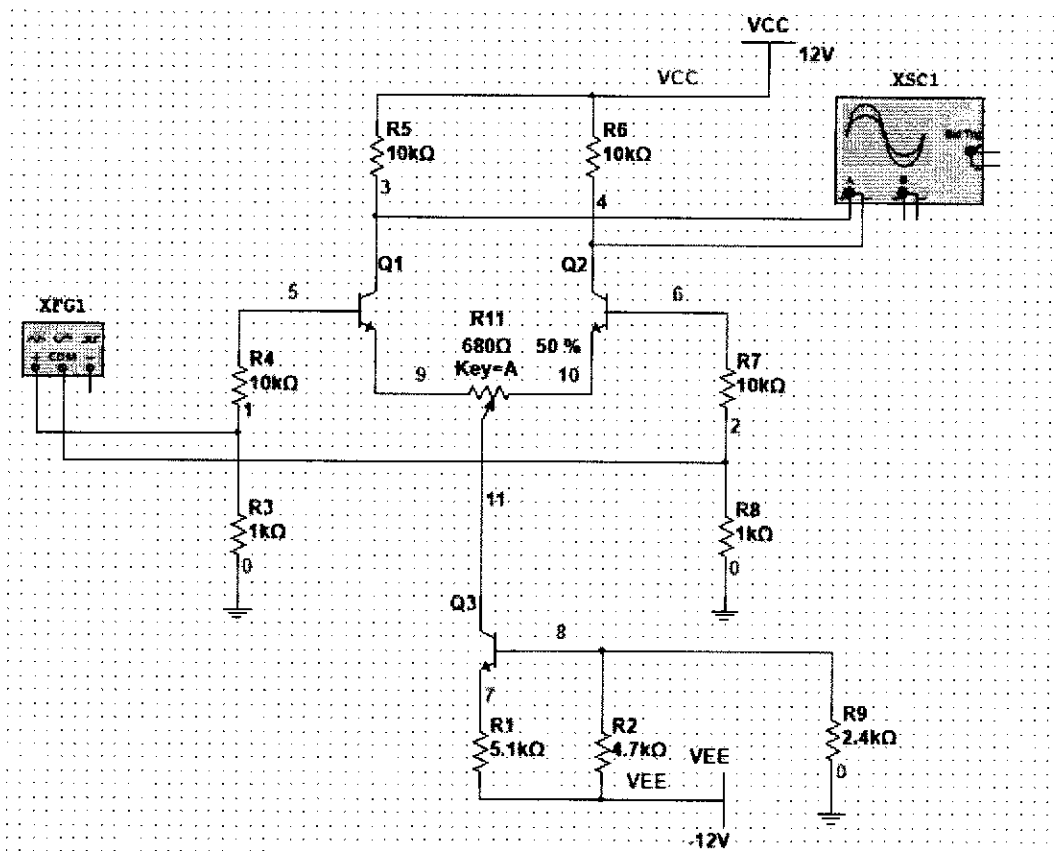 VCC
12V
VCC
XSC1
R5
10kΩ
3
R6
10kΩ
4
A
B
Q1
Q2
5
6
XFG1
COM
R11
680Ω
50 %
Key=A
9
10
R4
10kΩ
1
R7
10kΩ
2
R3
1kΩ
0
11
R8
1kΩ
0
Q3
8
7
R1
5.1kΩ
R2
4.7kΩ
R9
2.4kΩ
0
VEE
VEE
-12V